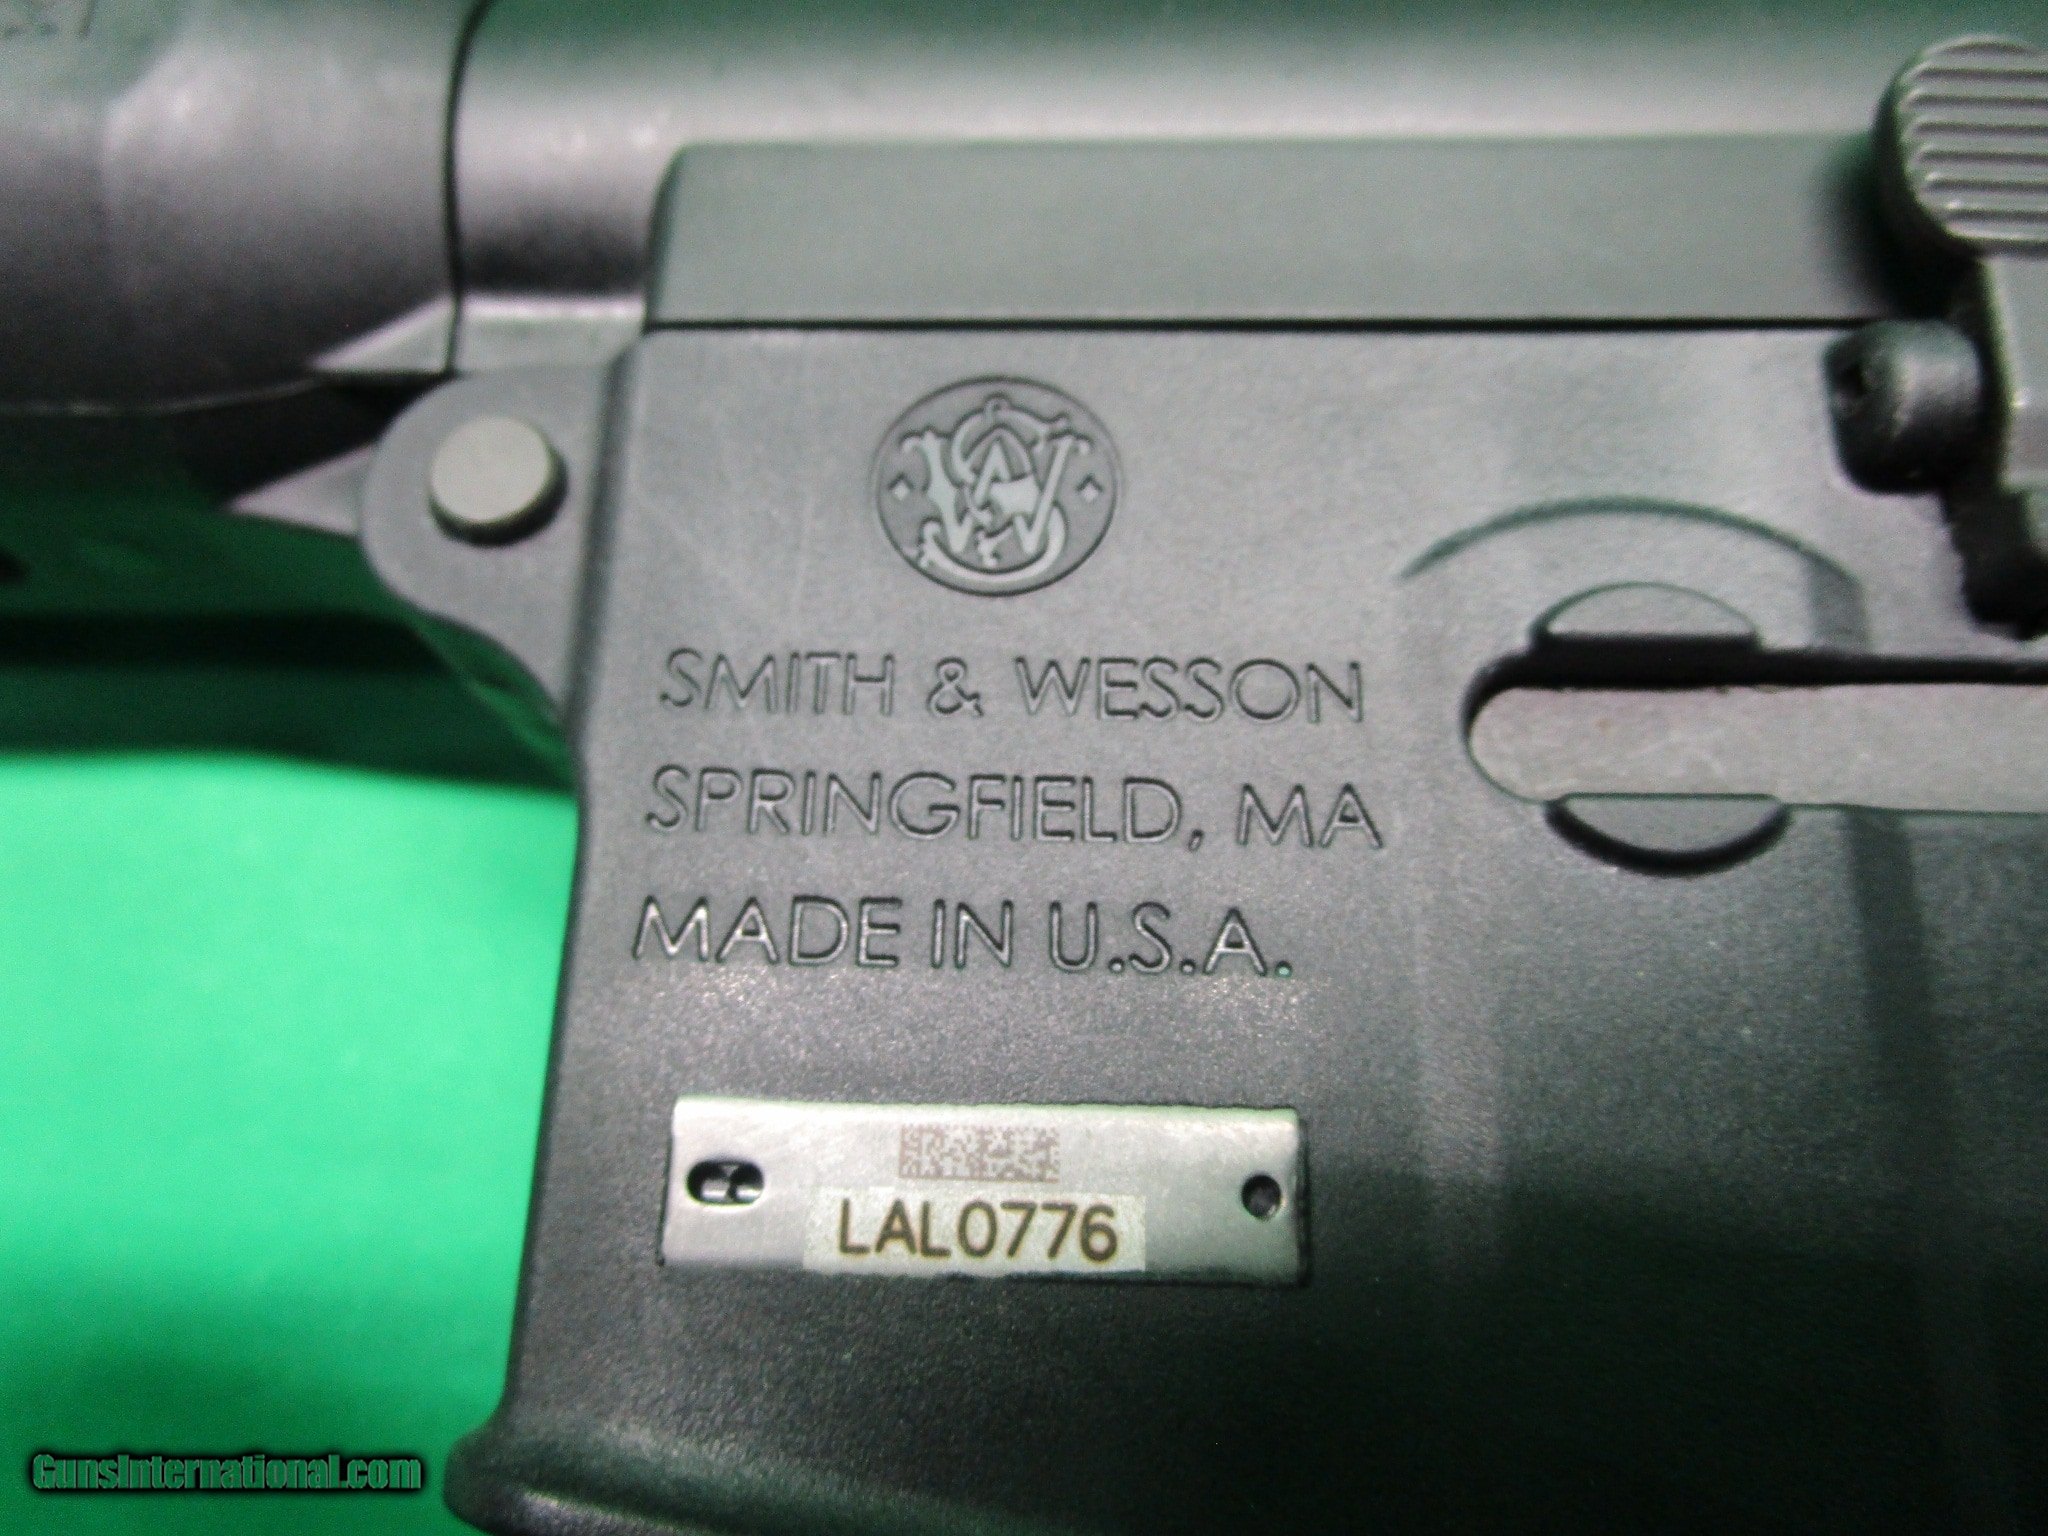 SMITH & WESSON
SPRINGFIELD, MA
MADE IN U.S.A.
LAL0776
GunsInternational.com